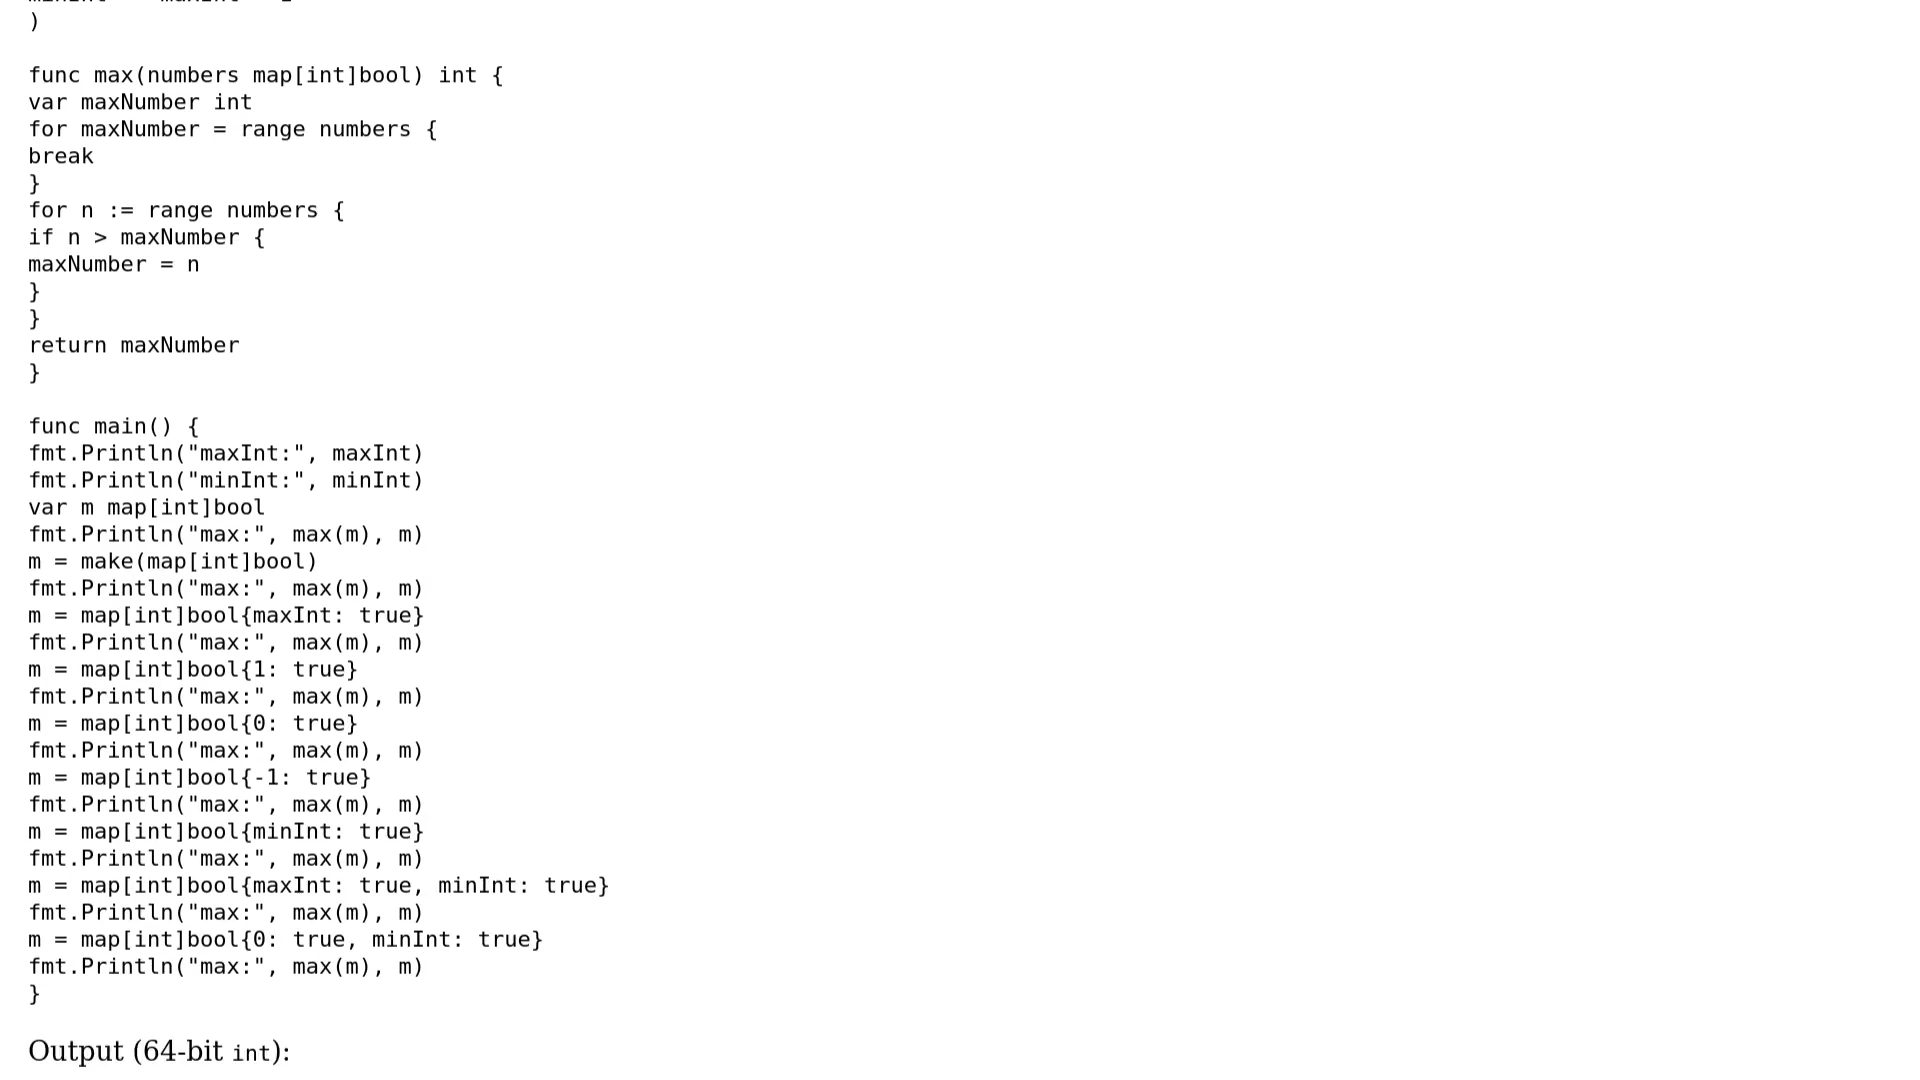 )
func max(numbers map[int]bool) int {
var maxNumber int
for maxNumber = range numbers {
break
}
for n := range numbers {
if n > maxNumber {
maxNumber = n
}
}
return maxNumber
}
func main() {
fmt.Println("maxInt:", maxInt)
fmt.Println("minInt:", minInt)
var m map[int]bool
fmt.Println("max:", max(m), m)
m = make(map[int]bool)
fmt.Println("max:", max(m), m)
m = map[int]bool{maxInt: true}
fmt.Println("max:", max(m), m)
m = map[int]bool{1: true}
fmt.Println("max:", max(m), m)
m = map[int]bool{0: true}
fmt.Println("max:", max(m), m)
m = map[int]bool{-1: true}
fmt.Println("max:", max(m), m)
m = map[int]bool{minInt: true}
fmt.Println("max:", max(m), m)
m = map[int]bool{maxInt: true, minInt: true}
fmt.Println("max:", max(m), m)
m = map[int]bool{0: true, minInt: true}
fmt.Println("max:", max(m), m)
}
Output (64-bit int):